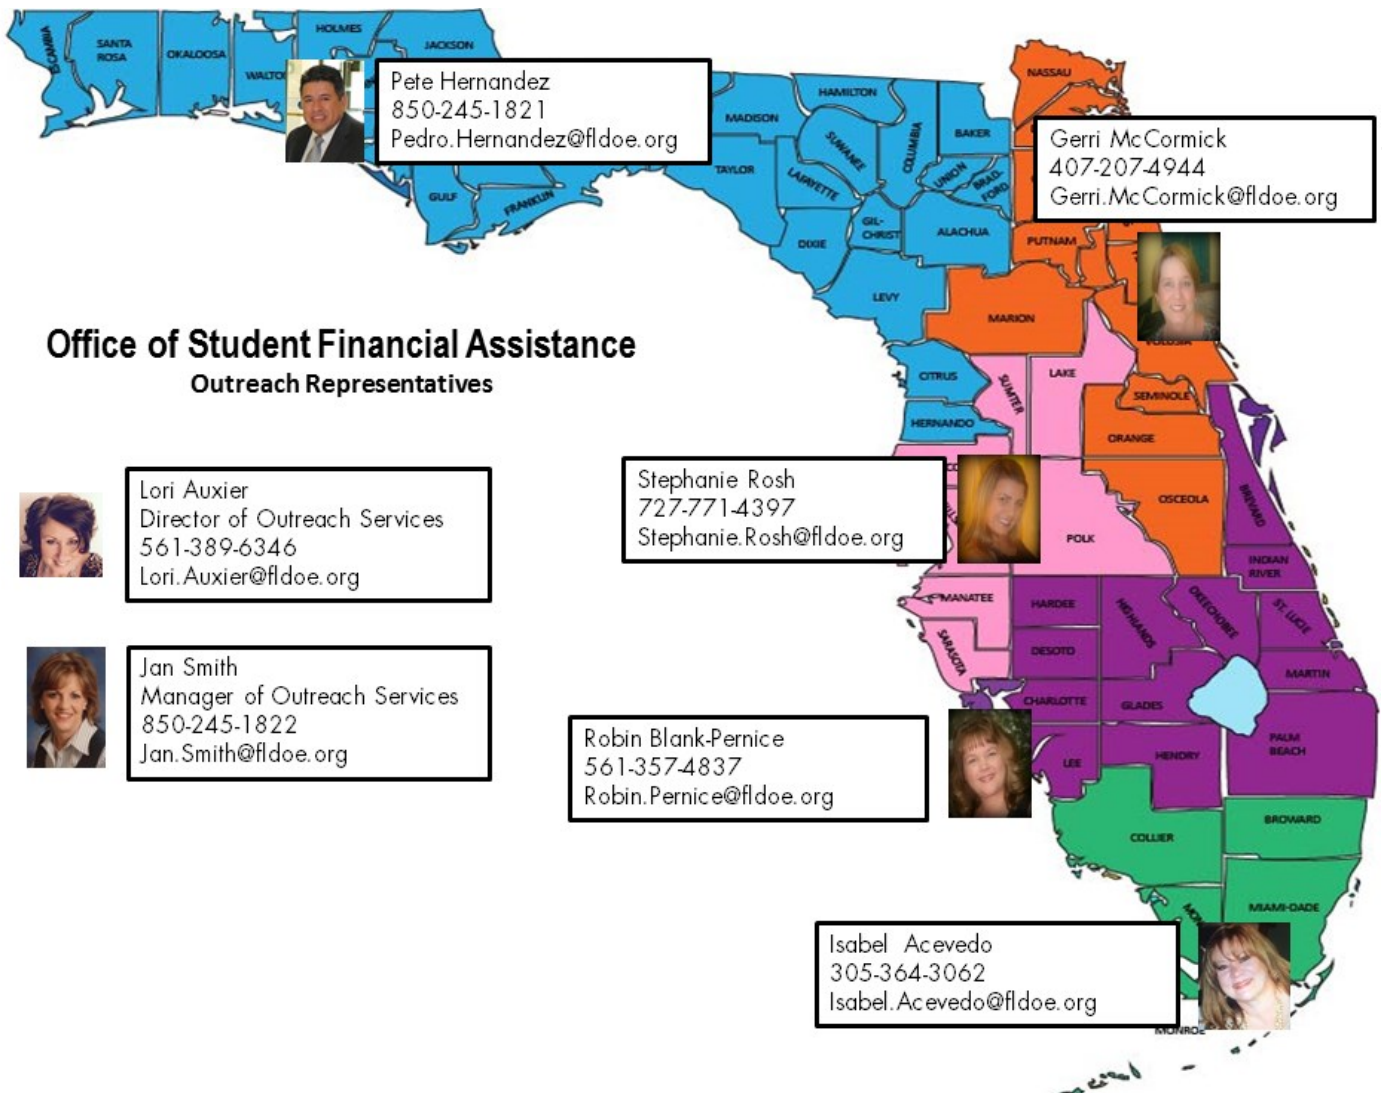 ESCAMBIA
SANTA
ROSA
OKALOOSA
HOLMES
JACKSON
Pete Hernandez
850-245-1821
Pedro.Hernandez@fldoe.org
GULF
FRANKLIN
MADISON
TAYLOR
HAMILTON
SUWANEE
LAFAYETTE
COLUMBIA
BAKER
UNION
BRAD-
FORD
GIL-
CHRIST
DIXIE
ALACHUA
LEVY
NASSAU
Gerri McCormick
407-207-4944
Gerri.McCormick@fldoe.org
PUTNAM
MARION
VOLUSIA
Office of Student Financial Assistance
Outreach Representatives
CITRUS
HERNANDO
SUMTER
LAKE
SEMINOLE
ORANGE
OSCEOLA
BREVARD
INDIAN
RIVER
Stephanie Rosh
727-771-4397
Stephanie.Rosh@fldoe.org
POLK
Lori Auxier
Director of Outreach Services
561-389-6346
Lori.Auxier@fldoe.org
Jan Smith
Manager of Outreach Services
850-245-1822
Jan.Smith@fldoe.org
MANATEE
SARASOTA
HARDEE
HIGHLANDS
OKEECHOBEE
ST. LUCIE
DESOTO
MARTIN
CHARLOTTE
GLADES
LEE
HENDRY
PALM
BEACH
Robin Blank-Pernice
561-357-4837
Robin.Pernice@fldoe.org
COLLIER
BROWARD
MIAMI-DADE
Isabel Acevedo
305-364-3062
Isabel.Acevedo@fldoe.org
MONROE